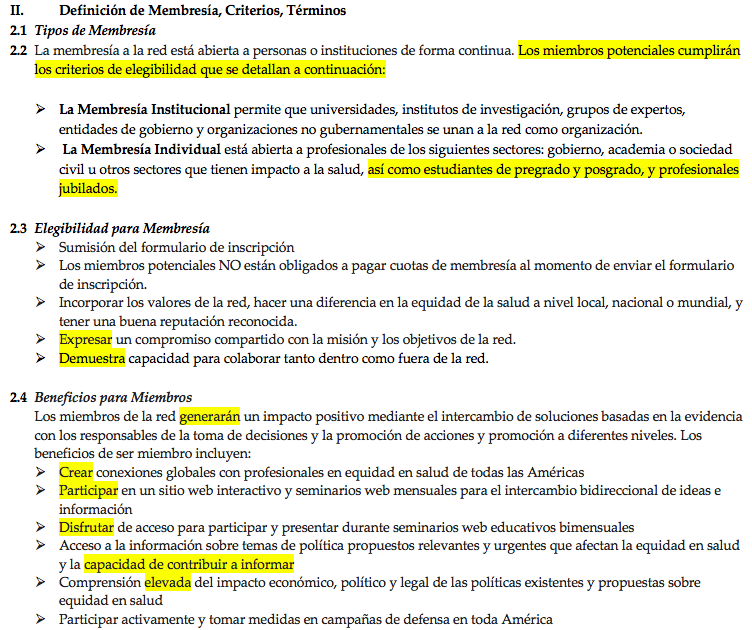 II. Definición de Membresía, Criterios, Términos
2.1 Tipos de Membresía
2.2 La membresía a la red está abierta a personas o instituciones de forma continua. Los miembros potenciales cumplirán
los criterios de elegibilidad que se detallan a continuación:
➢ La Membresía Institucional permite que universidades, institutos de investigación, grupos de expertos,
entidades de gobierno y organizaciones no gubernamentales se unan a la red como organización.
➢ La Membresía Individual está abierta a profesionales de los siguientes sectores: gobierno, academia o sociedad
civil u otros sectores que tienen impacto a la salud, así como estudiantes de pregrado y posgrado, y profesionales
jubilados.
2.3 Elegibilidad para Membresía
➢ Sumisión del formulario de inscripción
➢ Los miembros potenciales NO están obligados a pagar cuotas de membresía al momento de enviar el formulario
de inscripción.
➢ Incorporar los valores de la red, hacer una diferencia en la equidad de la salud a nivel local, nacional o mundial, y
tener una buena reputación reconocida.
➢ Expresar un compromiso compartido con la misión y los objetivos de la red.
➢ Demuestra capacidad para colaborar tanto dentro como fuera de la red.
2.4 Beneficios para Miembros
Los miembros de la red generarán un impacto positivo mediante el intercambio de soluciones basadas en la evidencia
con los responsables de la toma de decisiones y la promoción de acciones y promoción a diferentes niveles. Los
beneficios de ser miembro incluyen:
➢ Crear conexiones globales con profesionales en equidad en salud de todas las Américas
➢ Participar en un sitio web interactivo y seminarios web mensuales para el intercambio bidireccional de ideas e
información
➢ Disfrutar de acceso para participar y presentar durante seminarios web educativos bimensuales
➢ Acceso a la información sobre temas de política propuestos relevantes y urgentes que afectan la equidad en salud
y la capacidad de contribuir a informar
➢ Comprensión elevada del impacto económico, político y legal de las políticas existentes y propuestas sobre
equidad en salud
➢ Participar activamente y tomar medidas en campañas de defensa en toda América